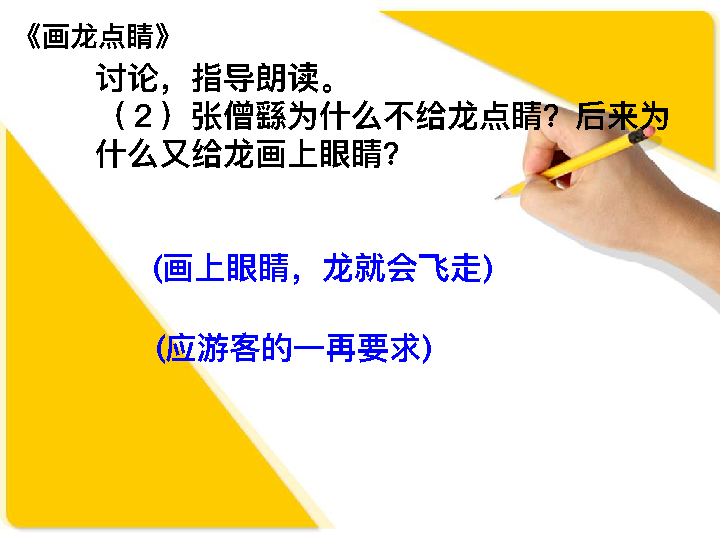 《画龙点睛》
讨论，指导朗读。
（２）张僧繇为什么不给龙点睛？后来为
什么又给龙画上眼睛？
(画上眼睛，龙就会飞走)
(应游客的一再要求)